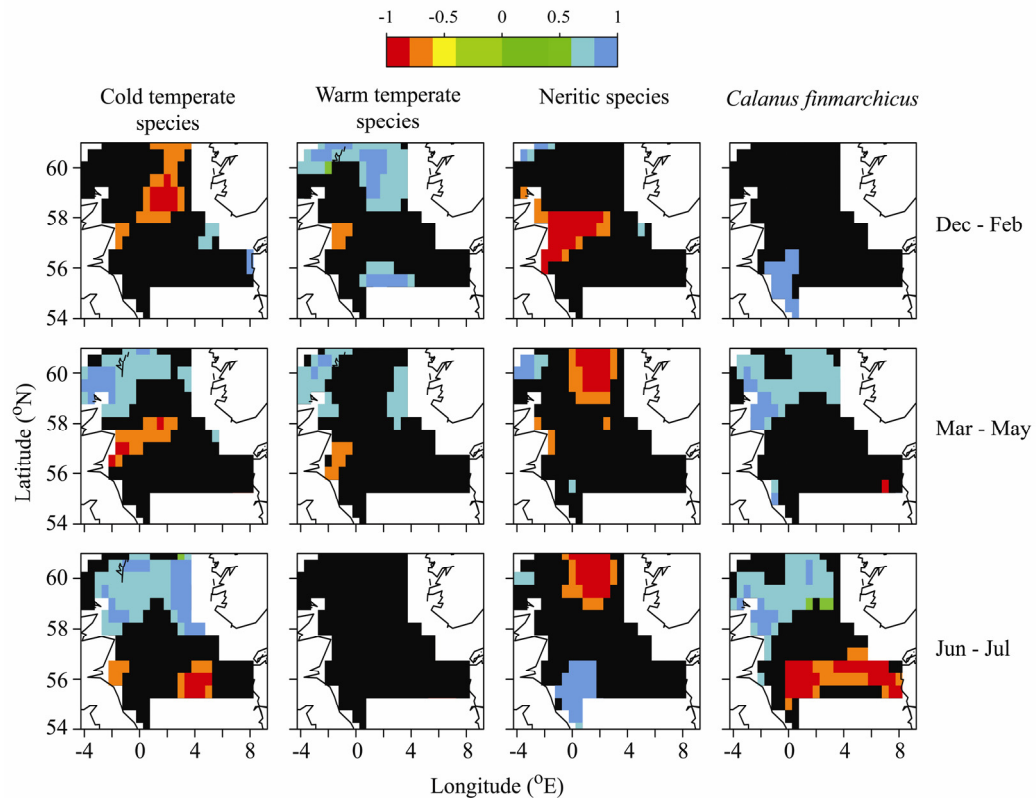 -1 -0.5 0 0.5 1
Cold temperate
species
Warm temperate
species
Neritic species
Calanus finmarchicus
60
58
56
54
Dec - Feb
60
58
56
54
Mar - May
60
58
56
54
Jun - Jul
-4 0 4 8
-4 0 4 8
-4 0 4 8
-4 0 4 8
Latitude (°N)
Longitude (°E)